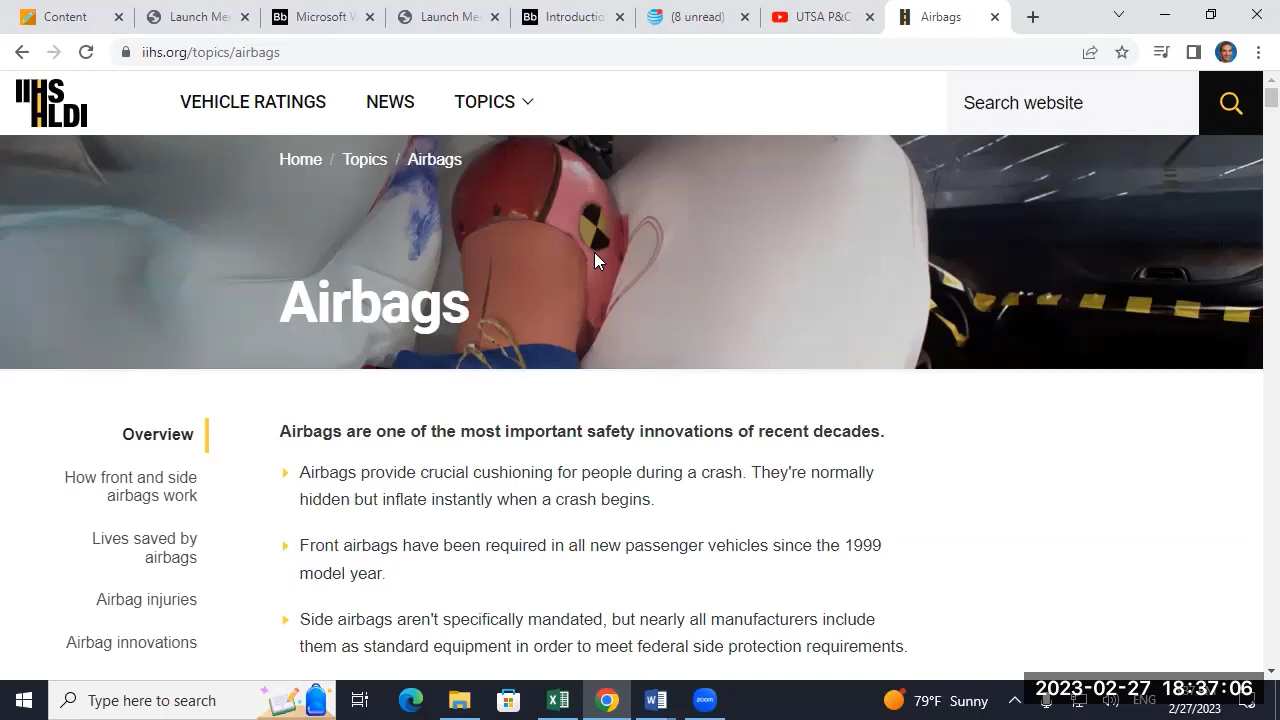 Content
Launch Me
Microsoft W
Launch Me
Introductio
(8 unread)
UTSA P&C
Airbags
iihs.org/topics/airbags
IIHS
HLDI
VEHICLE RATINGS
NEWS
TOPICS
Search website
Home / Topics / Airbags
Airbags
Overview
How front and side
airbags work
Lives saved by
airbags
Airbag injuries
Airbag innovations
Airbags are one of the most important safety innovations of recent decades.
Airbags provide crucial cushioning for people during a crash. They're normally
hidden but inflate instantly when a crash begins.
Front airbags have been required in all new passenger vehicles since the 1999
model year.
Side airbags aren't specifically mandated, but nearly all manufacturers include
them as standard equipment in order to meet federal side protection requirements.
Type here to search
zoom
79°F Sunny
ENG
2023-02-27 18:37:06
2/27/2023